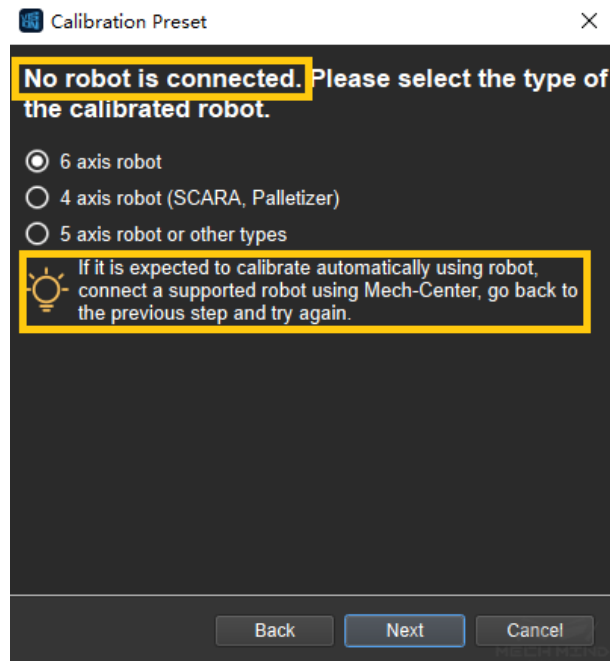 Calibration Preset
No robot is connected. Please select the type of
the calibrated robot.
6 axis robot
4 axis robot (SCARA, Palletizer)
5 axis robot or other types
If it is expected to calibrate automatically using robot,
connect a supported robot using Mech-Center, go back to
the previous step and try again.
Back Next Cancel
MECH MIND